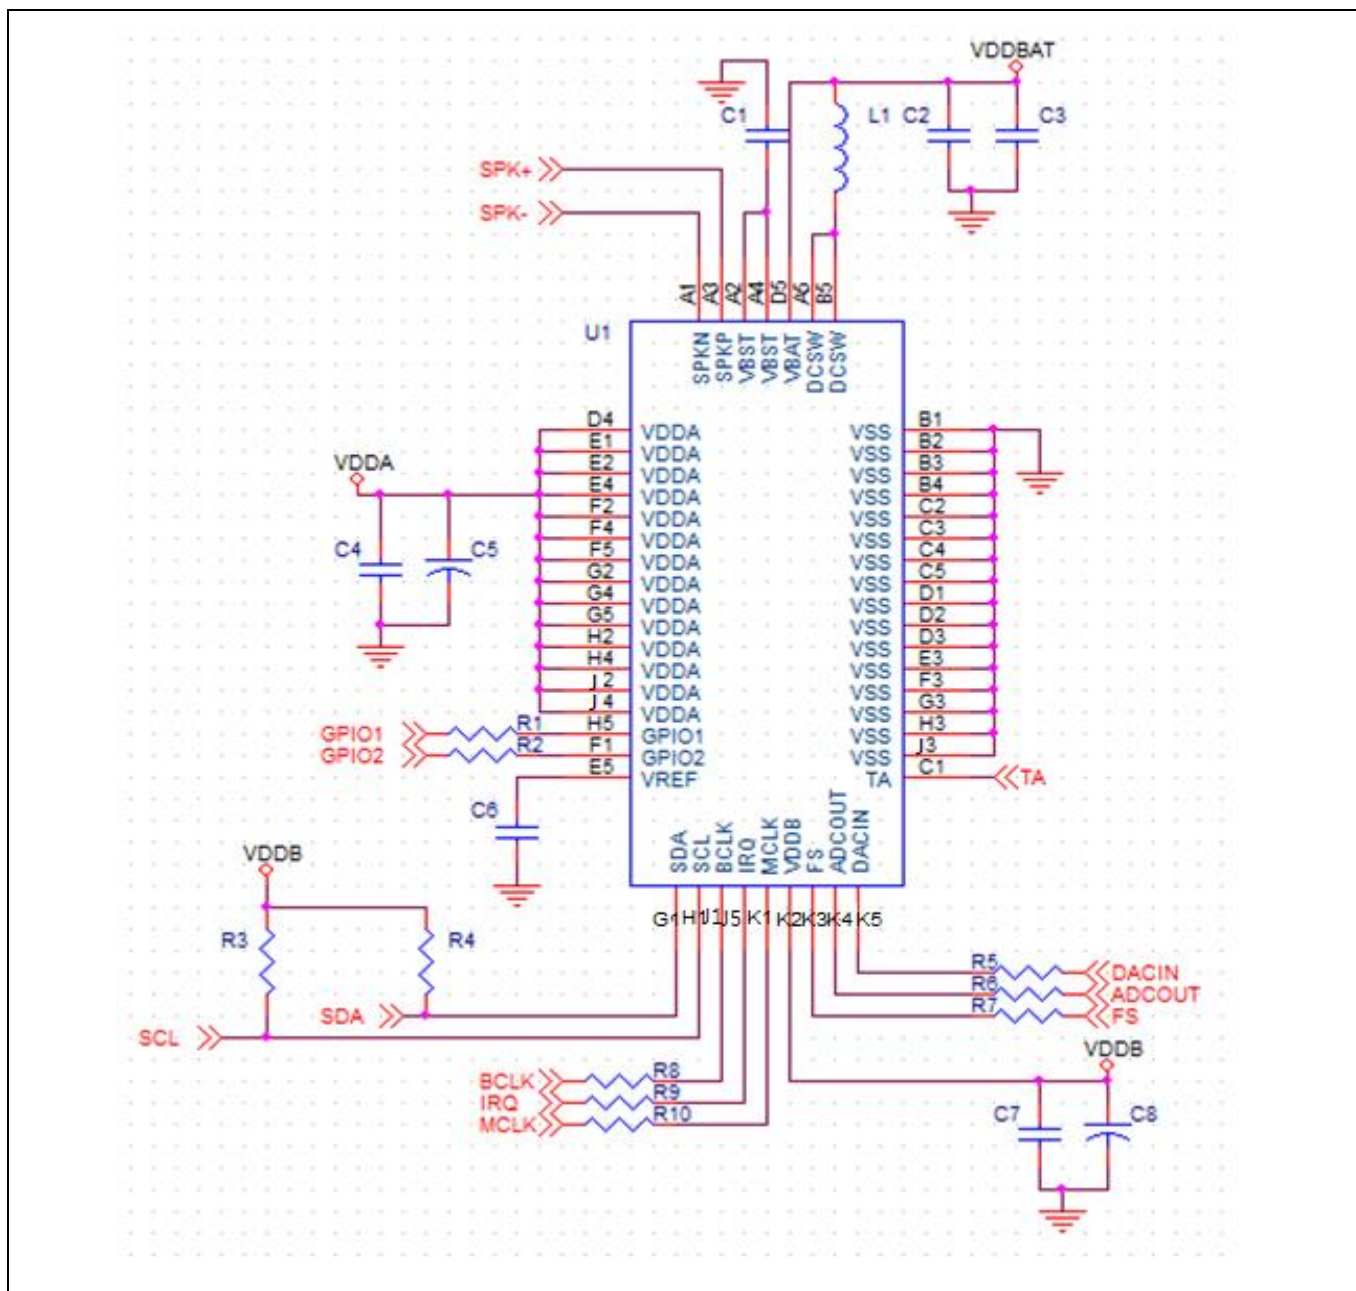 VDDBAT
C1
L1
C2
C3
SPK+
SPK-
A1
A3
A2
A4
D5
A6
B5
U1
SPKN
SPKP
VBST
VBST
VBAT
DCSW
DCSW
D4 VDDA VSS B1
E1 VDDA VSS B2
E2 VDDA VSS B3
E4 VDDA VSS B4
F2 VDDA VSS C2
F4 VDDA VSS C3
F5 VDDA VSS C4
G2 VDDA VSS C5
G4 VDDA VSS D1
G5 VDDA VSS D2
H2 VDDA VSS D3
H4 VDDA VSS E3
J2 VDDA VSS F3
J4 VDDA VSS G3
H5 GPIO1 VSS H3
F1 GPIO2 VSS J3
E5 VREF TA C1
VDDA
C4
C5
GPIO1 R1
GPIO2 R2
TA
C6
SDA
SCL
BCLK
IRQ
MCLK
VDDB
FS
ADCOUT
DACIN
G1 H1 J1 J5 K1 K2 K3 K4 K5
VDDB
R3
R4
SDA
SCL
R5 DACIN
R6 ADCOUT
R7 FS
BCLK R8
IRQ R9
MCLK R10
VDDB
C7
C8